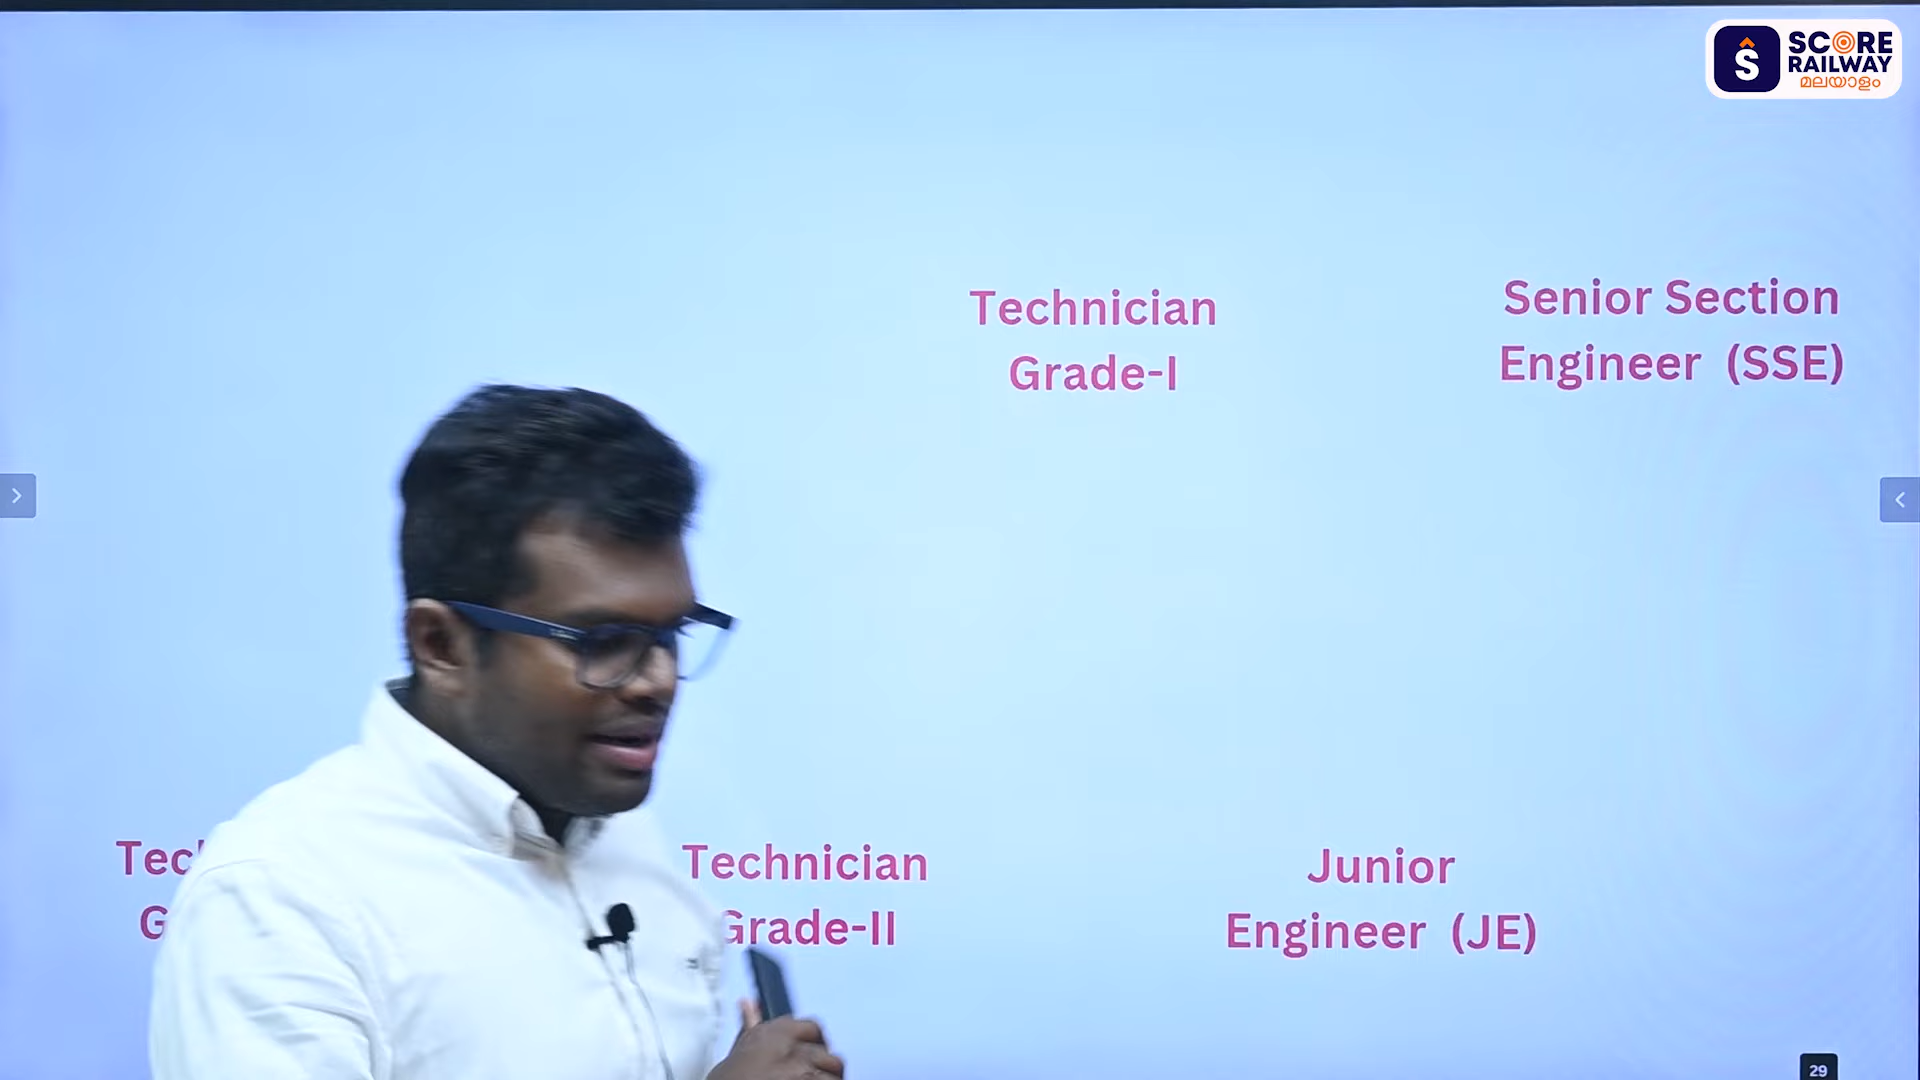 SCORE
RAILWAY
മലയാളം
Technician
Grade-I
Senior Section
Engineer (SSE)
Technician
Grade-II
Junior
Engineer (JE)
29